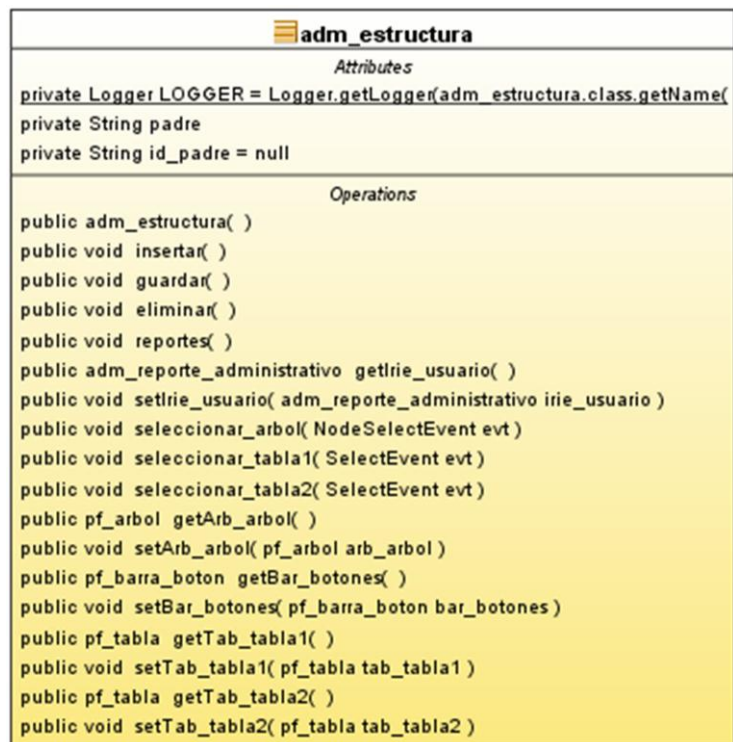 adm_estructura
Attributes
private Logger LOGGER = Logger.getLogger(adm_estructura.class.getName(
private String padre
private String id_padre = null
Operations
public adm_estructura( )
public void insertar( )
public void guardar( )
public void eliminar( )
public void reportes( )
public adm_reporte_administrativo getIrie_usuario( )
public void setIrie_usuario( adm_reporte_administrativo irie_usuario )
public void seleccionar_arbol( NodeSelectEvent evt )
public void seleccionar_tabla1( SelectEvent evt )
public void seleccionar_tabla2( SelectEvent evt )
public pf_arbol getArb_arbol( )
public void setArb_arbol( pf_arbol arb_arbol )
public pf_barra_boton getBar_botones( )
public void setBar_botones( pf_barra_boton bar_botones )
public pf_tabla getTab_tabla1( )
public void setTab_tabla1( pf_tabla tab_tabla1 )
public pf_tabla getTab_tabla2( )
public void setTab_tabla2( pf_tabla tab_tabla2 )